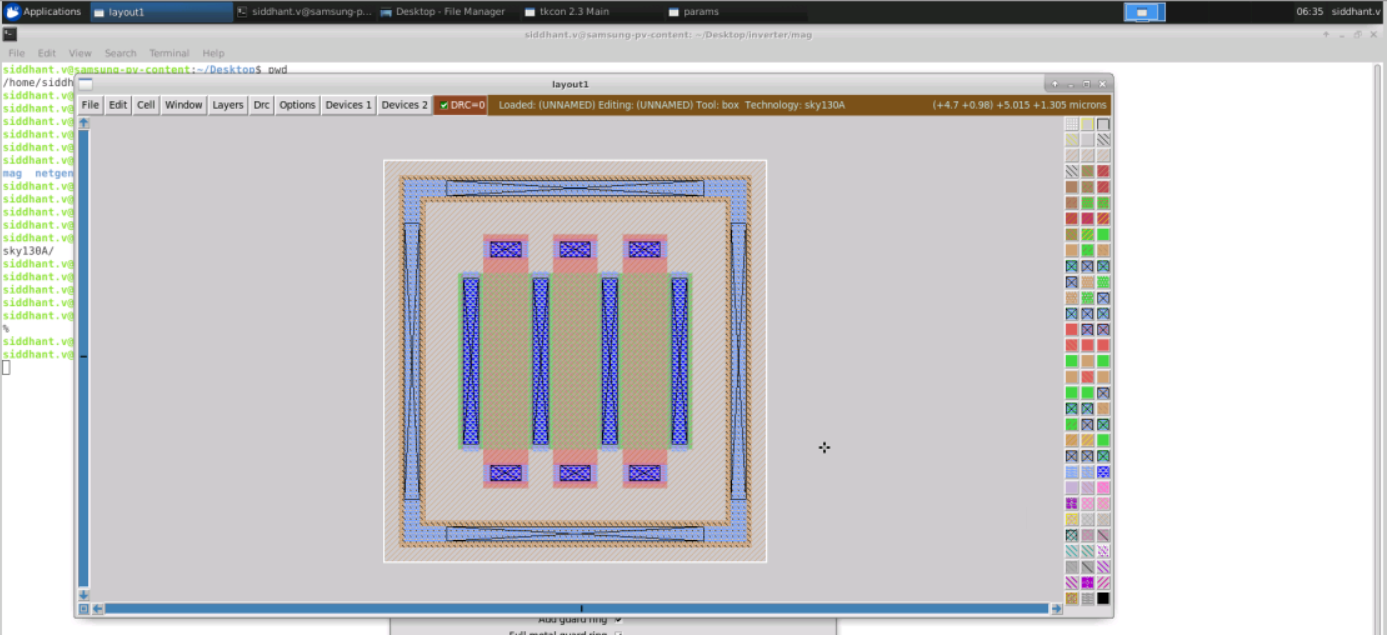 Applications layout1 siddhant.v@samsung-p... Desktop - File Manager tkcon 2.3 Main params 06:35 siddhant.v
siddhant.v@samsung-pv-content: ~/Desktop/inverter/mag
File Edit View Search Terminal Help
siddhant.v@samsung-pv-content:~/Desktop$ pwd
/home/siddh
layout1
siddhant.v@
File Edit Cell Window Layers Drc Options Devices 1 Devices 2 DRC=0 Loaded: (UNNAMED) Editing: (UNNAMED) Tool: box Technology: sky130A (+4.7 +0.98) +5.015 +1.305 microns
siddhant.v@
siddhant.v@
siddhant.v@
siddhant.v@
siddhant.v@
mag netgen
siddhant.v@
siddhant.v@
siddhant.v@
siddhant.v@
siddhant.v@
sky130A/
siddhant.v@
siddhant.v@
siddhant.v@
siddhant.v@
siddhant.v@
%
siddhant.v@
siddhant.v@
Add guard ring
Full metal guard ring